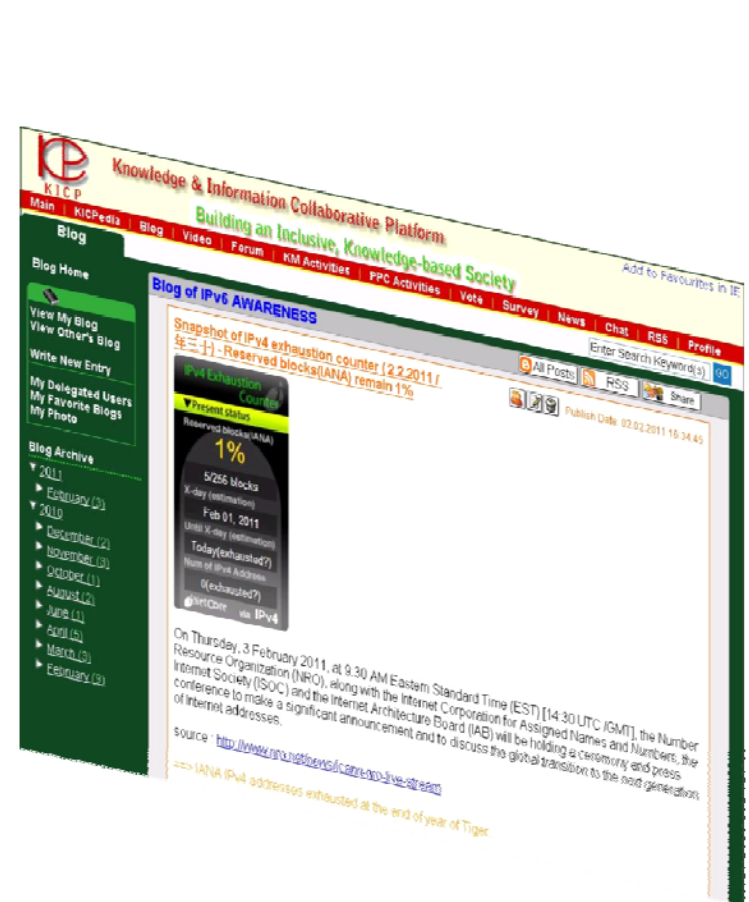 KICP
Knowledge & Information Collaborative Platform
Building an Inclusive, Knowledge-based Society
Add to Favourites in IE
Main | KICPedia | Blog | Video | Forum | KM Activities | PPC Activities | Vote | Survey | News | Chat | RSS | Profile
Enter Search Keyword(s) GO
Blog
Blog Home
View My Blog
View Other's Blog
Write New Entry
My Delegated Users
My Favorite Blogs
My Photo
Blog Archive
2011
February (3)
2010
December (2)
November (3)
October (1)
August (2)
June (1)
April (5)
March (3)
February (9)
Blog of IPv6 AWARENESS
All Posts RSS Share
Snapshot of IPv4 exhaustion counter ( 2.2.2011 /
年三十) - Reserved blocks(IANA) remain 1%
Publish Date: 02.02.2011 16:34:45
IPv4 Exhaustion
Counter
▼Present status
Reserved blocks(IANA)
1%
5/256 blocks
X-day (estimation)
Feb 01, 2011
Until X-day (estimation)
Today(exhausted?)
Num of IPv4 Address
0(exhausted?)
NetCore via IPv4
On Thursday, 3 February 2011, at 9.30 AM Eastern Standard Time (EST) [14:30 UTC /GMT], the Number
Resource Organization (NRO), along with the Internet Corporation for Assigned Names and Numbers, the
Internet Society (ISOC) and the Internet Architecture Board (IAB) will be holding a ceremony and press
conference to make a significant announcement and to discuss the global transition to the next generation
of Internet addresses.
source : http://www.nro.net/news/icann-nro-live-stream
==> IANA IPv4 addresses exhausted at the end of year of Tiger.